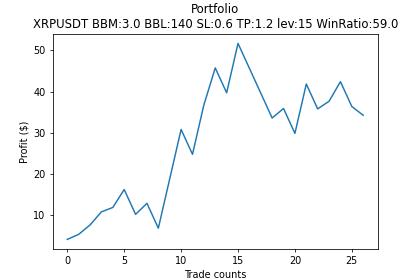 Portfolio
XRPUSDT BBM:3.0 BBL:140 SL:0.6 TP:1.2 lev:15 WinRatio:59.0
50
40
30
20
10
Profit ($)
0 5 10 15 20 25
Trade counts